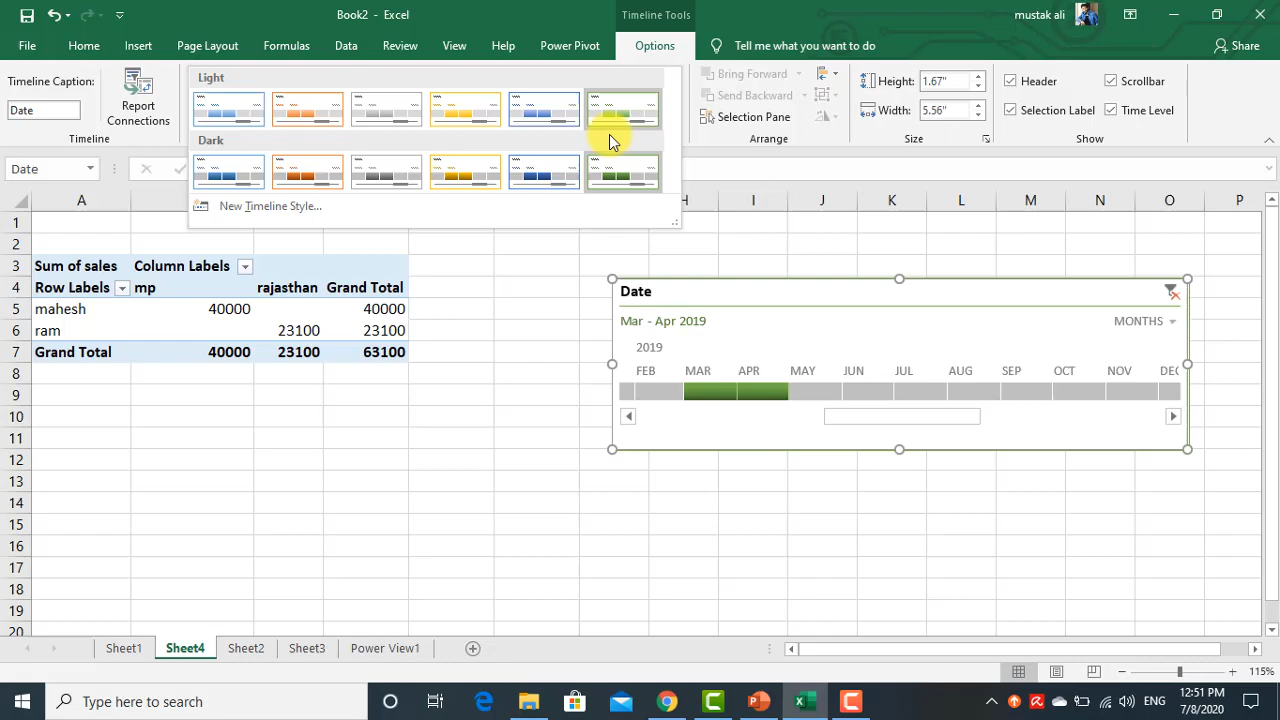 Book2 - Excel
Timeline Tools
mustak ali
File
Home
Insert
Page Layout
Formulas
Data
Review
View
Help
Power Pivot
Options
Tell me what you want to do
Share
Timeline Caption:
Date
Report
Connections
Timeline
Light
Dark
New Timeline Style...
Bring Forward
Send Backward
Selection Pane
Arrange
Height:
1.67"
Width:
5.56"
Size
Header
Scrollbar
Selection Label
Time Level
Show
Date
A
H
I
J
K
L
M
N
O
P
1
2
3
Sum of sales
Column Labels
4
Row Labels
mp
rajasthan
Grand Total
5
mahesh
40000
40000
6
ram
23100
23100
7
Grand Total
40000
23100
63100
8
9
10
11
12
13
14
15
16
17
18
19
20
Date
Mar - Apr 2019
MONTHS
2019
FEB
MAR
APR
MAY
JUN
JUL
AUG
SEP
OCT
NOV
DEC
Sheet1
Sheet4
Sheet2
Sheet3
Power View1
115%
Type here to search
ENG
12:51 PM
7/8/2020